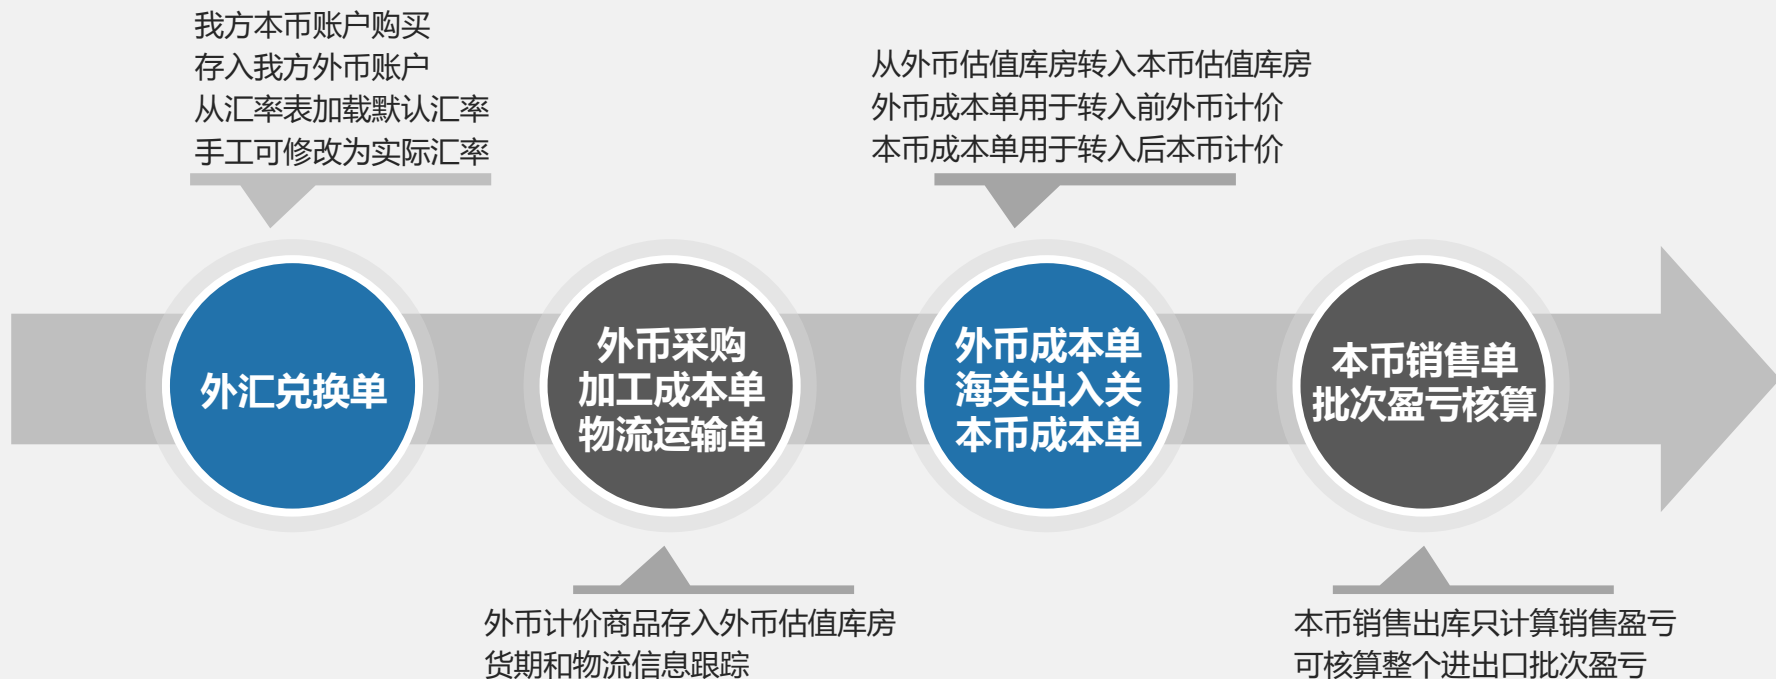 我方本币账户购买
存入我方外币账户
从汇率表加载默认汇率
手工可修改为实际汇率
从外币估值库房转入本币估值库房
外币成本单用于转入前外币计价
本币成本单用于转入后本币计价
外汇兑换单
外币采购
加工成本单
物流运输单
外币成本单
海关出入关
本币成本单
本币销售单
批次盈亏核算
外币计价商品存入外币估值库房
货期和物流信息跟踪
本币销售出库只计算销售盈亏
可核算整个进出口批次盈亏